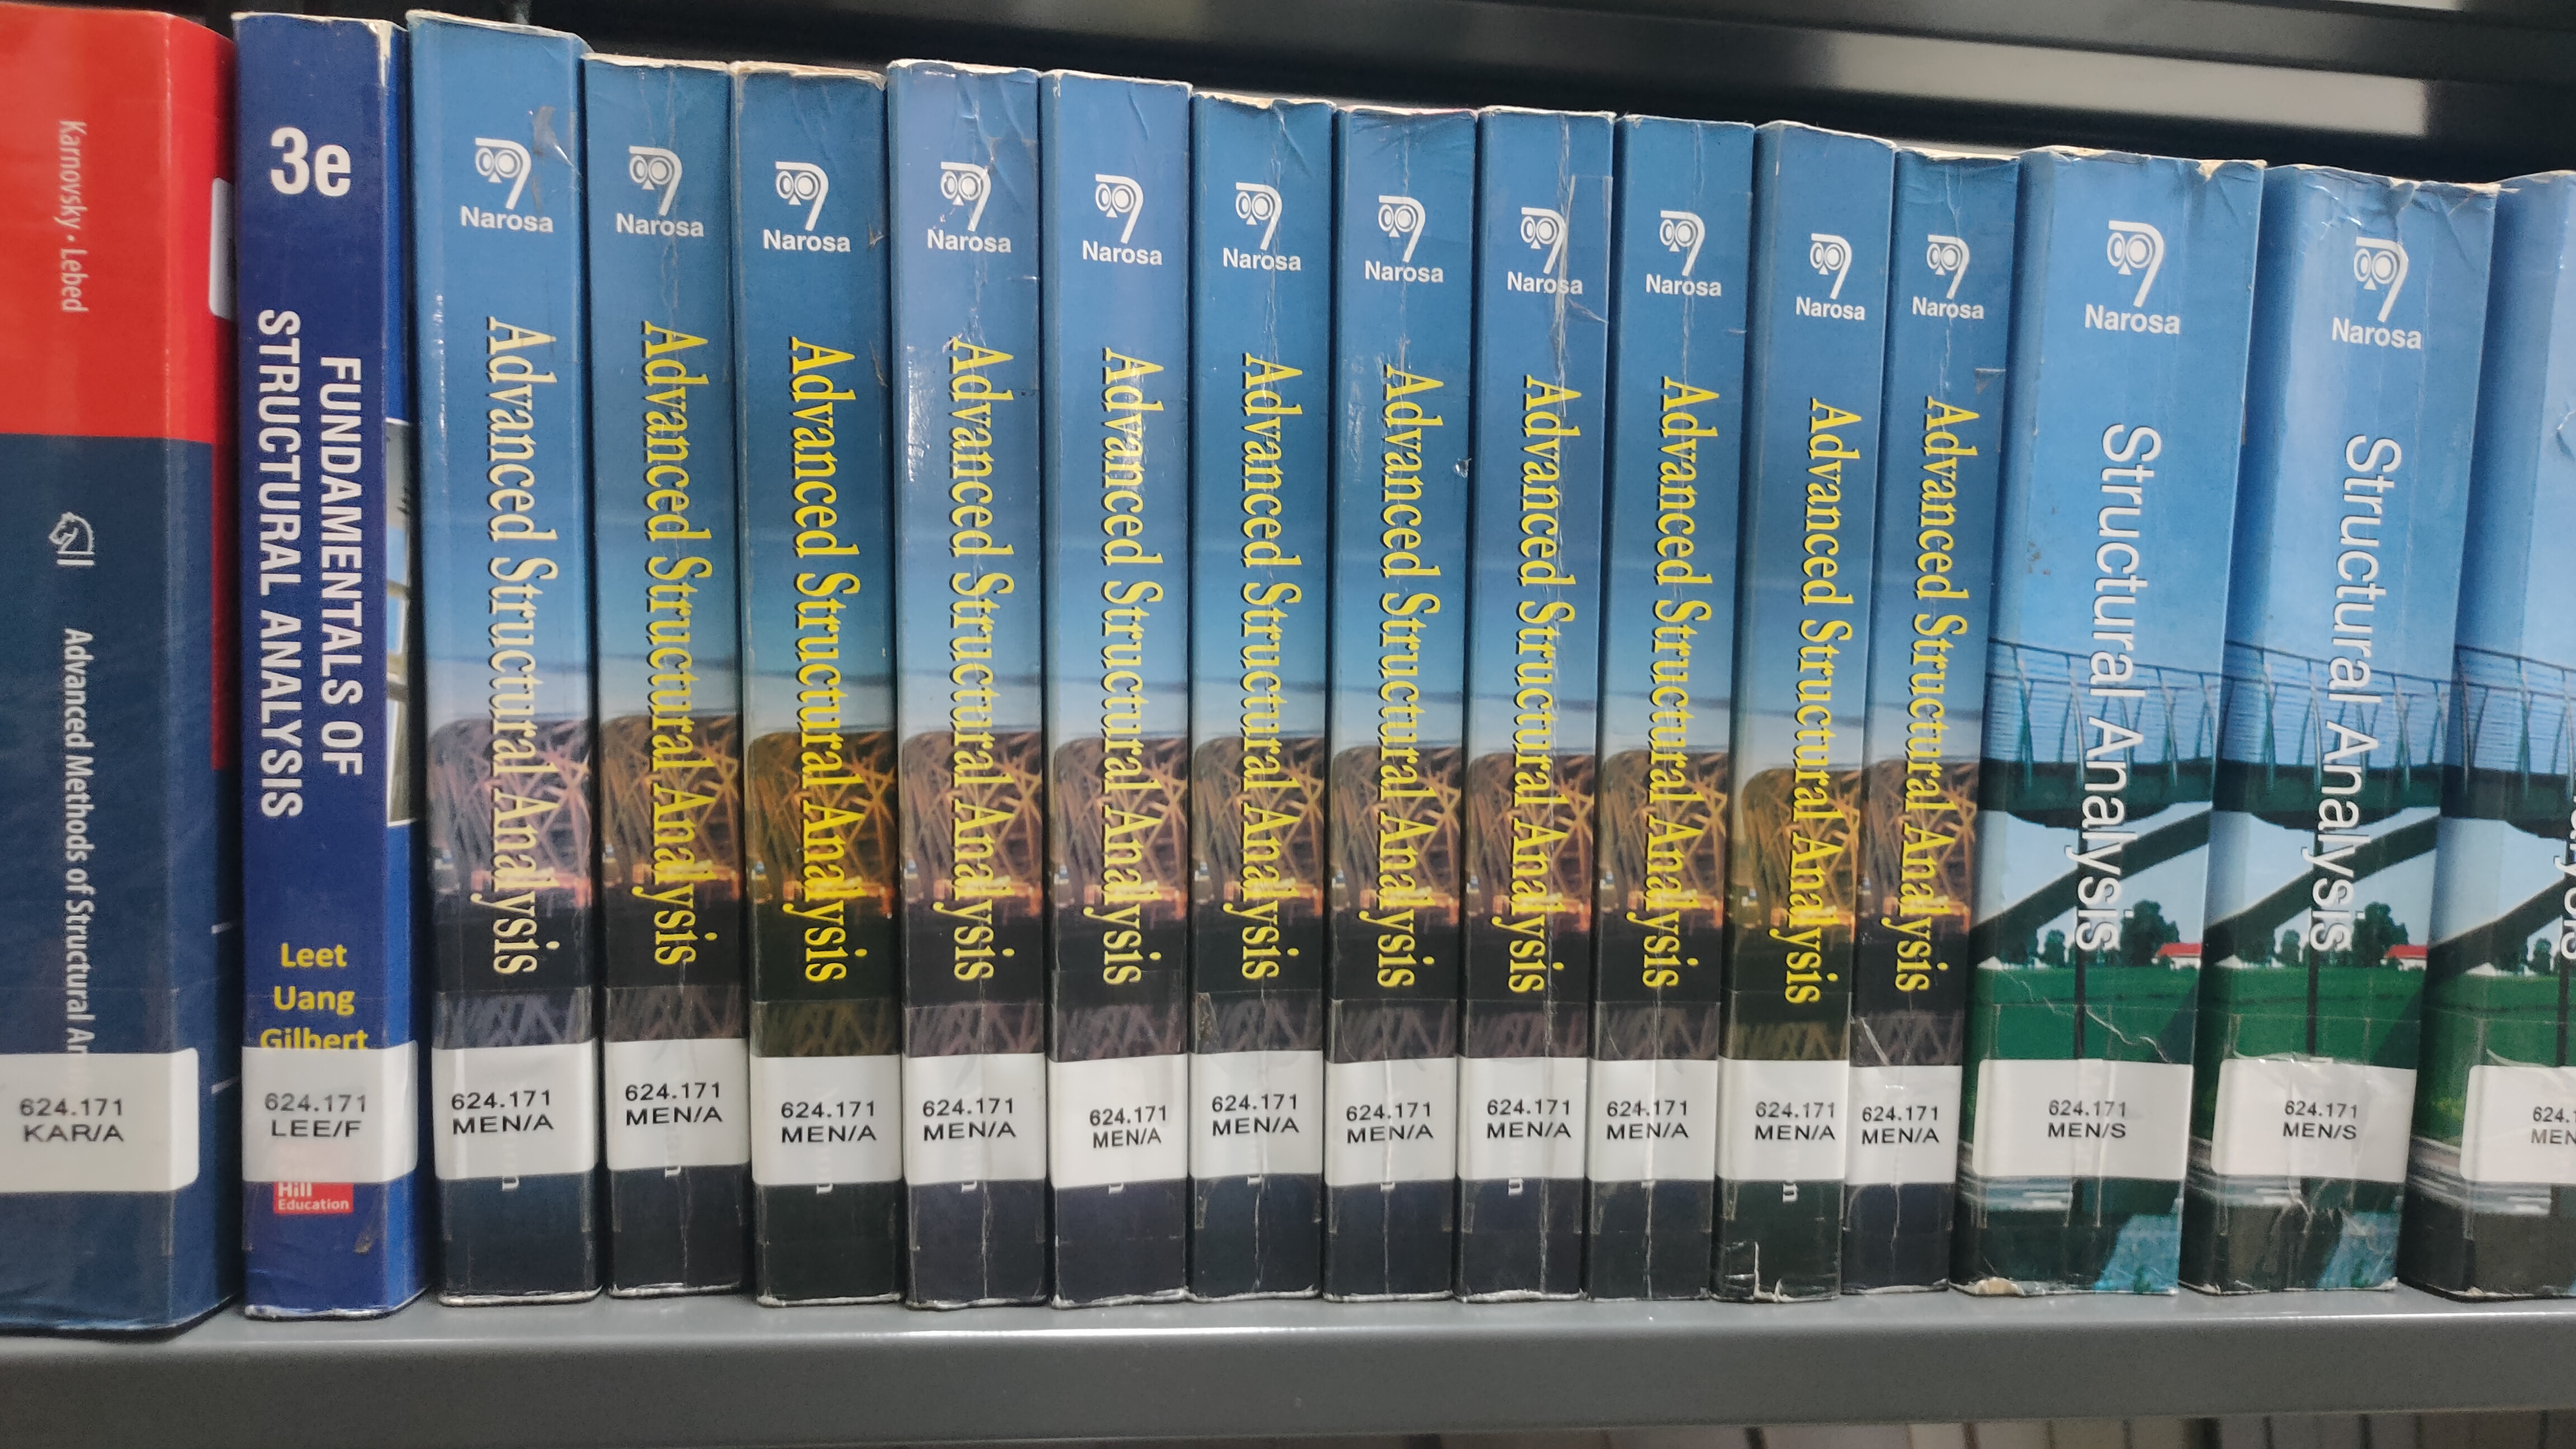 Karnovsky • Lebed
Advanced Methods of Structural
624.171
KAR/A
3e
FUNDAMENTALS OF
STRUCTURAL ANALYSIS
Leet
Uang
Gilbert
624.171
LEE/F
Hill
Education
Narosa
Advanced Structural Analysis
624.171
MEN/A
Narosa
Advanced Structural Analysis
624.171
MEN/A
Narosa
Advanced Structural Analysis
624.171
MEN/A
Narosa
Advanced Structural Analysis
624.171
MEN/A
Narosa
Advanced Structural Analysis
624.171
MEN/A
Narosa
Advanced Structural Analysis
624.171
MEN/A
Narosa
Advanced Structural Analysis
624.171
MEN/A
Narosa
Advanced Structural Analysis
624.171
MEN/A
Narosa
Advanced Structural Analysis
624.171
MEN/A
Narosa
Advanced Structural Analysis
624.171
MEN/A
Narosa
Advanced Structural Analysis
624.171
MEN/A
Narosa
Structural Analysis
624.171
MEN/S
Narosa
Structural Analysis
624.171
MEN/S